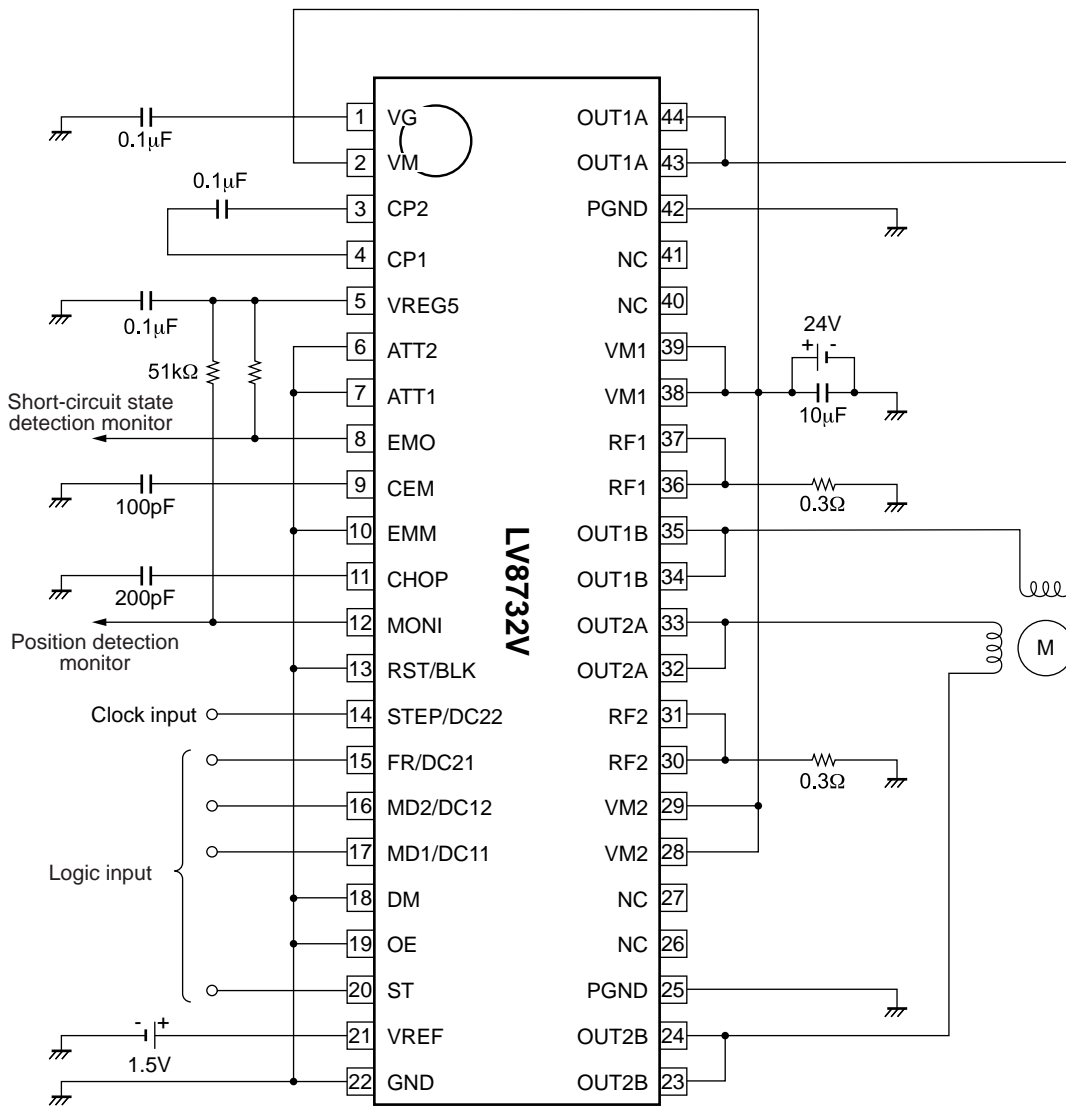 1 VG OUT1A 44
0.1μF
2 VM OUT1A 43
0.1μF
3 CP2 PGND 42
4 CP1 NC 41
5 VREG5 NC 40
0.1μF
24V
+ -
6 ATT2 VM1 39
51kΩ
7 ATT1 VM1 38
10μF
Short-circuit state
detection monitor
8 EMO RF1 37
9 CEM RF1 36
100pF
0.3Ω
10 EMM OUT1B 35
LV8732V
11 CHOP OUT1B 34
200pF
12 MONI OUT2A 33
Position detection
monitor
M
13 RST/BLK OUT2A 32
Clock input
14 STEP/DC22 RF2 31
15 FR/DC21 RF2 30
0.3Ω
16 MD2/DC12 VM2 29
17 MD1/DC11 VM2 28
Logic input
18 DM NC 27
19 OE NC 26
20 ST PGND 25
- +
21 VREF OUT2B 24
1.5V
22 GND OUT2B 23